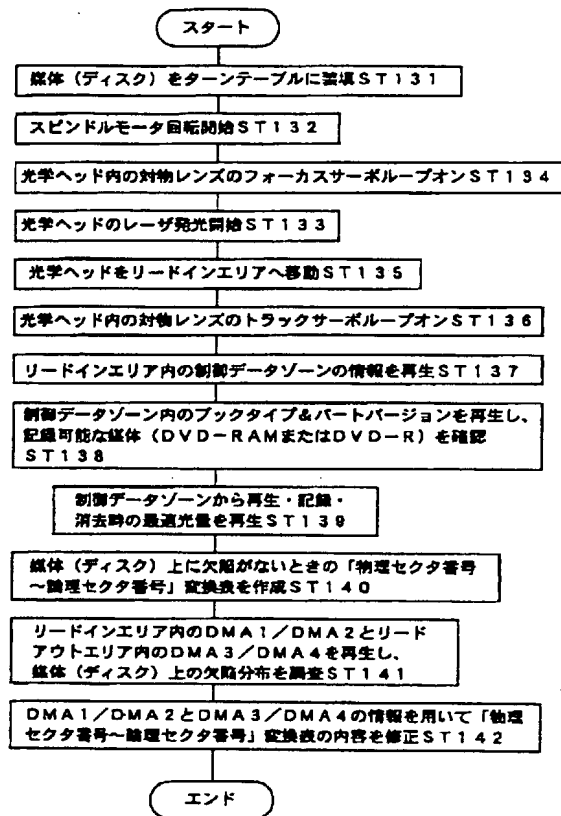 スタート
媒体(ディスク)をターンテーブルに装填ST131
スピンドルモータ回転開始ST132
光学ヘッド内の対物レンズのフォーカスサーボループオンST134
光学ヘッドのレーザ発光開始ST133
光学ヘッドをリードインエリアへ移動ST135
光学ヘッド内の対物レンズのトラックサーボループオンST136
リードインエリア内の制御データゾーンの情報を再生ST137
制御データゾーン内のブックタイプ&パートバージョンを再生し、
記録可能な媒体(DVD-RAMまたはDVD-R)を確認
ST138
制御データゾーンから再生・記録・
消去時の最適光量を再生ST139
媒体(ディスク)上に欠陥がないときの「物理セクタ番号
~論理セクタ番号」変換表を作成ST140
リードインエリア内のDMA1/DMA2とリード
アウトエリア内のDMA3/DMA4を再生し、
媒体(ディスク)上の欠陥分布を調査ST141
DMA1/DMA2とDMA3/DMA4の情報を用いて「物理
セクタ番号~論理セクタ番号」変換表の内容を修正ST142
エンド